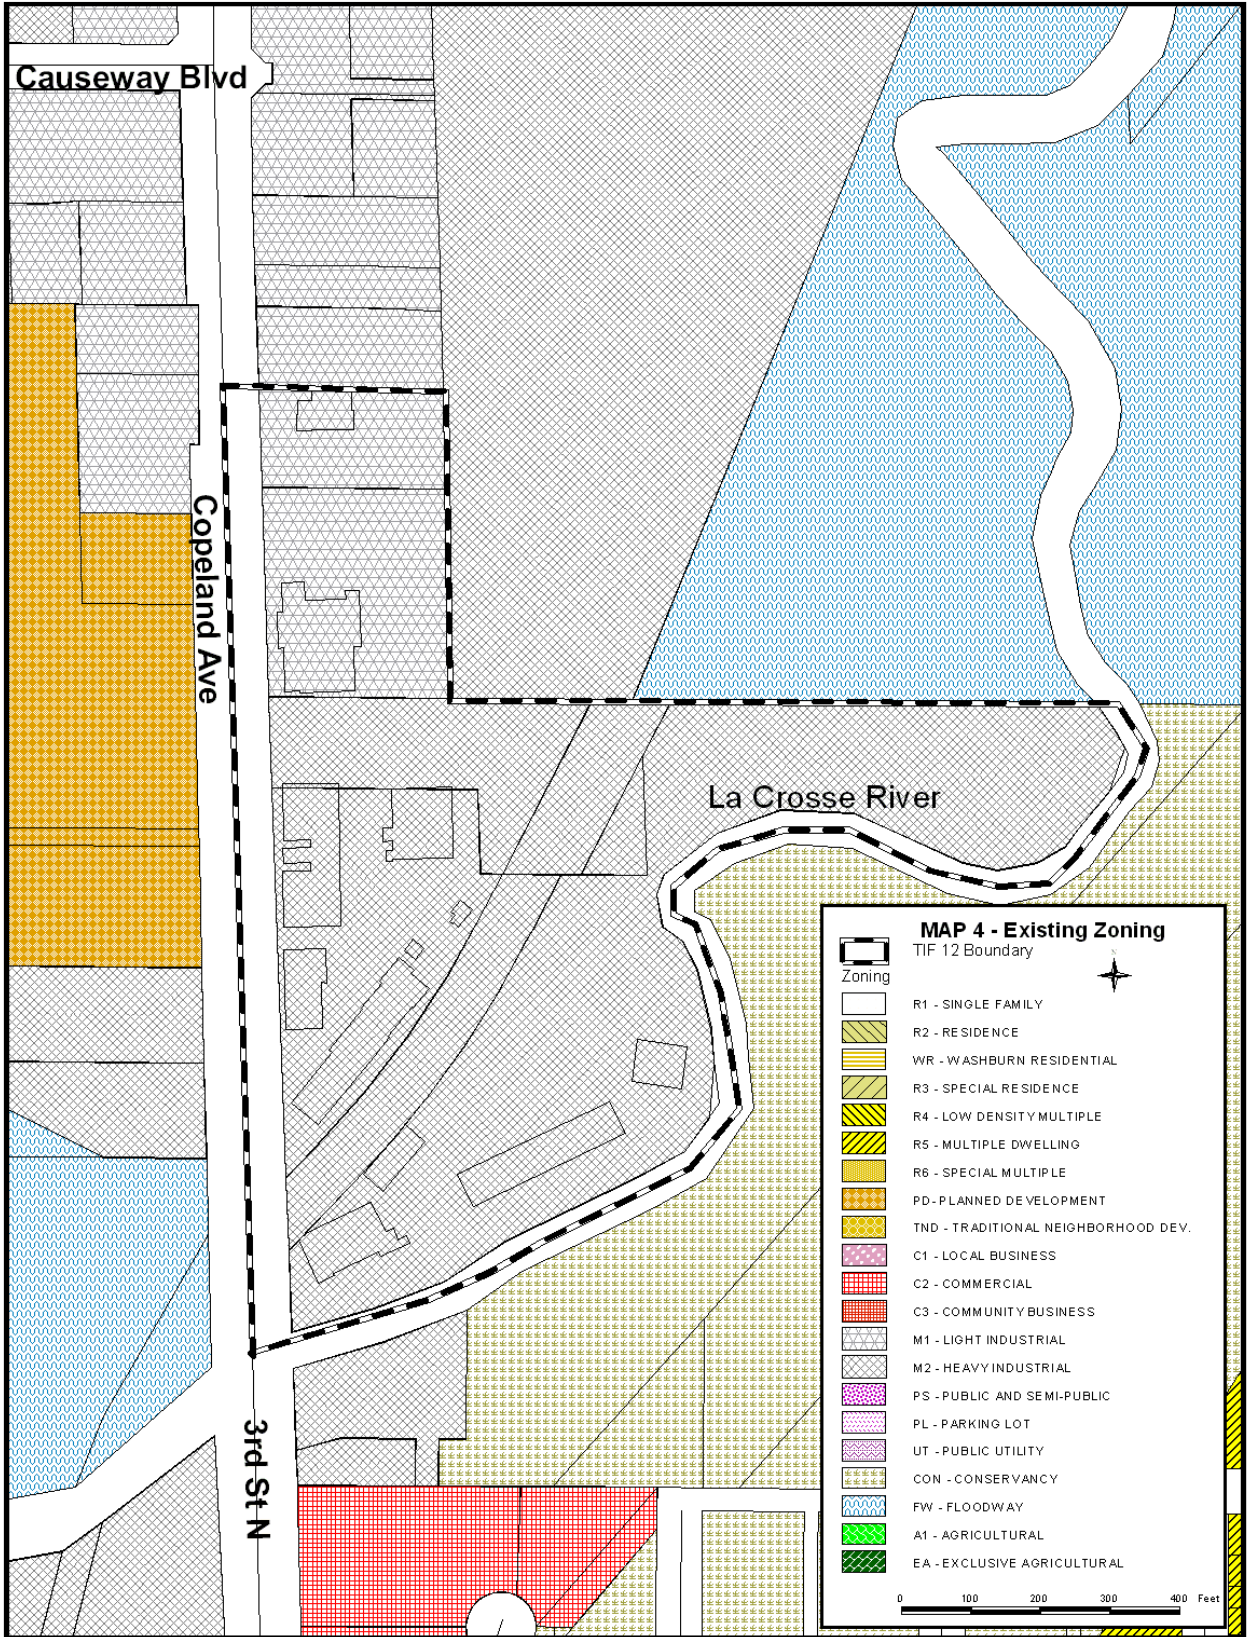 Causeway Blvd
Copeland Ave
La Crosse River
3rd St N
MAP 4 - Existing Zoning
TIF 12 Boundary
N
Zoning
R1 - SINGLE FAMILY
R2 - RESIDENCE
WR - WASHBURN RESIDENTIAL
R3 - SPECIAL RESIDENCE
R4 - LOW DENSITY MULTIPLE
R5 - MULTIPLE DWELLING
R6 - SPECIAL MULTIPLE
PD- PLANNED DEVELOPMENT
TND - TRADITIONAL NEIGHBORHOOD DEV.
C1 - LOCAL BUSINESS
C2 - COMMERCIAL
C3 - COMMUNITY BUSINESS
M1 - LIGHT INDUSTRIAL
M2 - HEAVY INDUSTRIAL
PS - PUBLIC AND SEMI-PUBLIC
PL - PARKING LOT
UT - PUBLIC UTILITY
CON - CONSERVANCY
FW - FLOODWAY
A1 - AGRICULTURAL
EA - EXCLUSIVE AGRICULTURAL
0 100 200 300 400 Feet